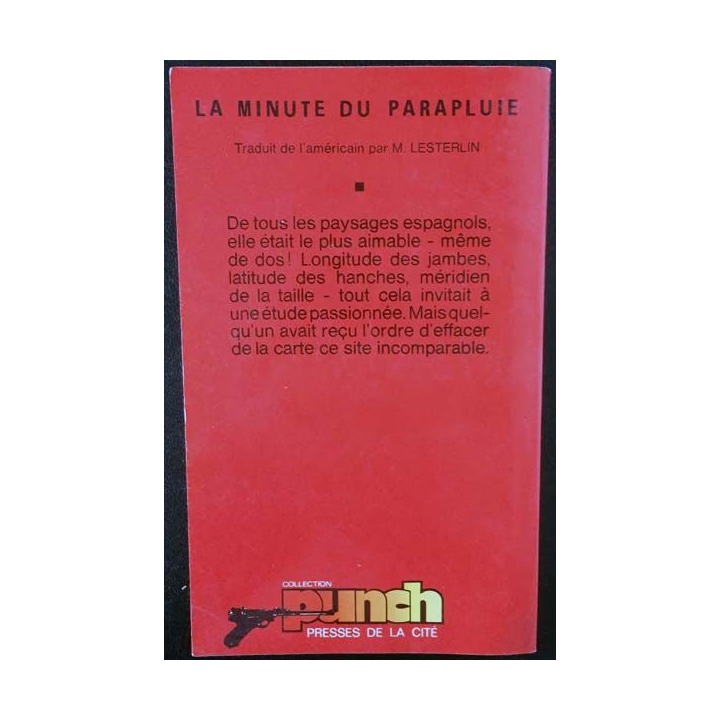 LA MINUTE DU PARAPLUIE
Traduit de l'américain par M. LESTERLIN
De tous les paysages espagnols,
elle était le plus aimable - même
de dos! Longitude des jambes,
latitude des hanches, méridien
de la taille - tout cela invitait à
une étude passionnée. Mais quel-
qu'un avait reçu l'ordre d'effacer
de la carte ce site incomparable.
COLLECTION
punch
PRESSES DE LA CITÉ